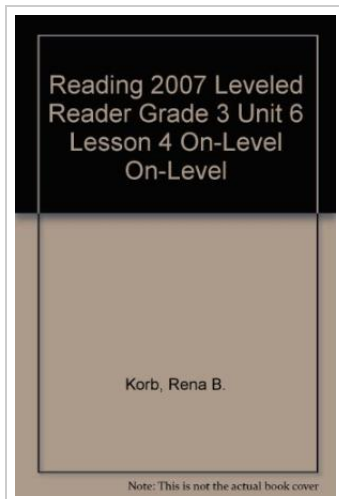 Reading 2007 Leveled
Reader Grade 3 Unit 6
Lesson 4 On-Level
On-Level
Korb, Rena B.
Note: This is not the actual book cover